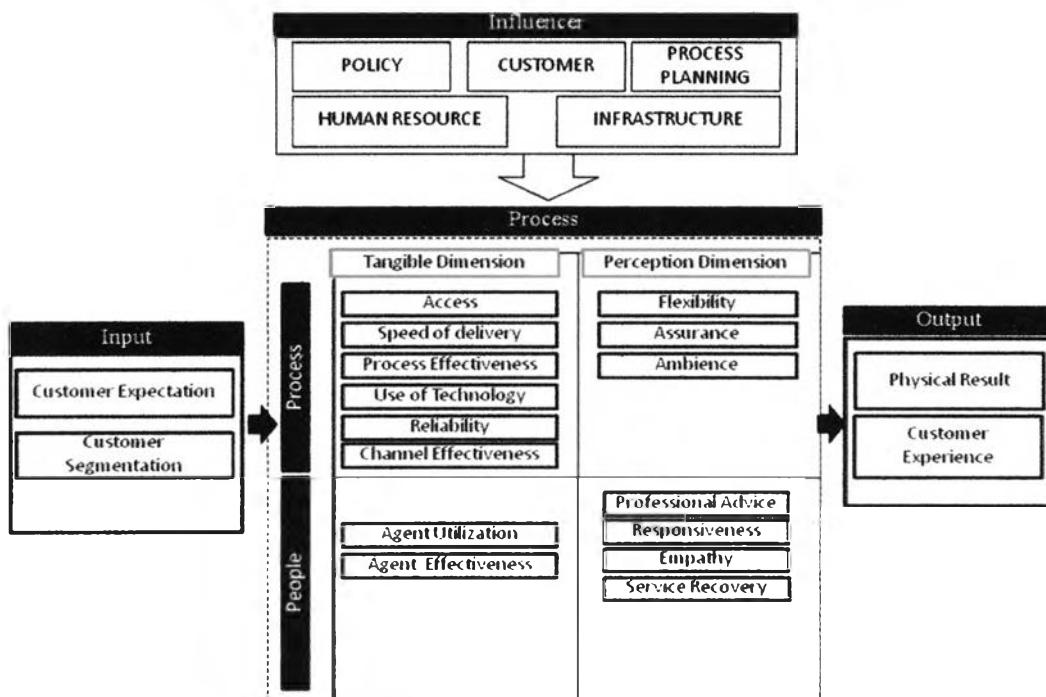 Influencer
POLICY
CUSTOMER
PROCESS
PLANNING
HUMAN RESOURCE
INFRASTRUCTURE
Process
Tangible Dimension
Perception Dimension
Input
Customer Expectation
Customer
Segmentation
Process
Access
Speed of delivery
Process Effectiveness
Use of Technology
Reliability
Channel Effectiveness
Flexibility
Assurance
Ambience
People
Agent Utilization
Agent Effectiveness
Professional Advice
Responsiveness
Empathy
Service Recovery
Output
Physical Result
Customer
Experience